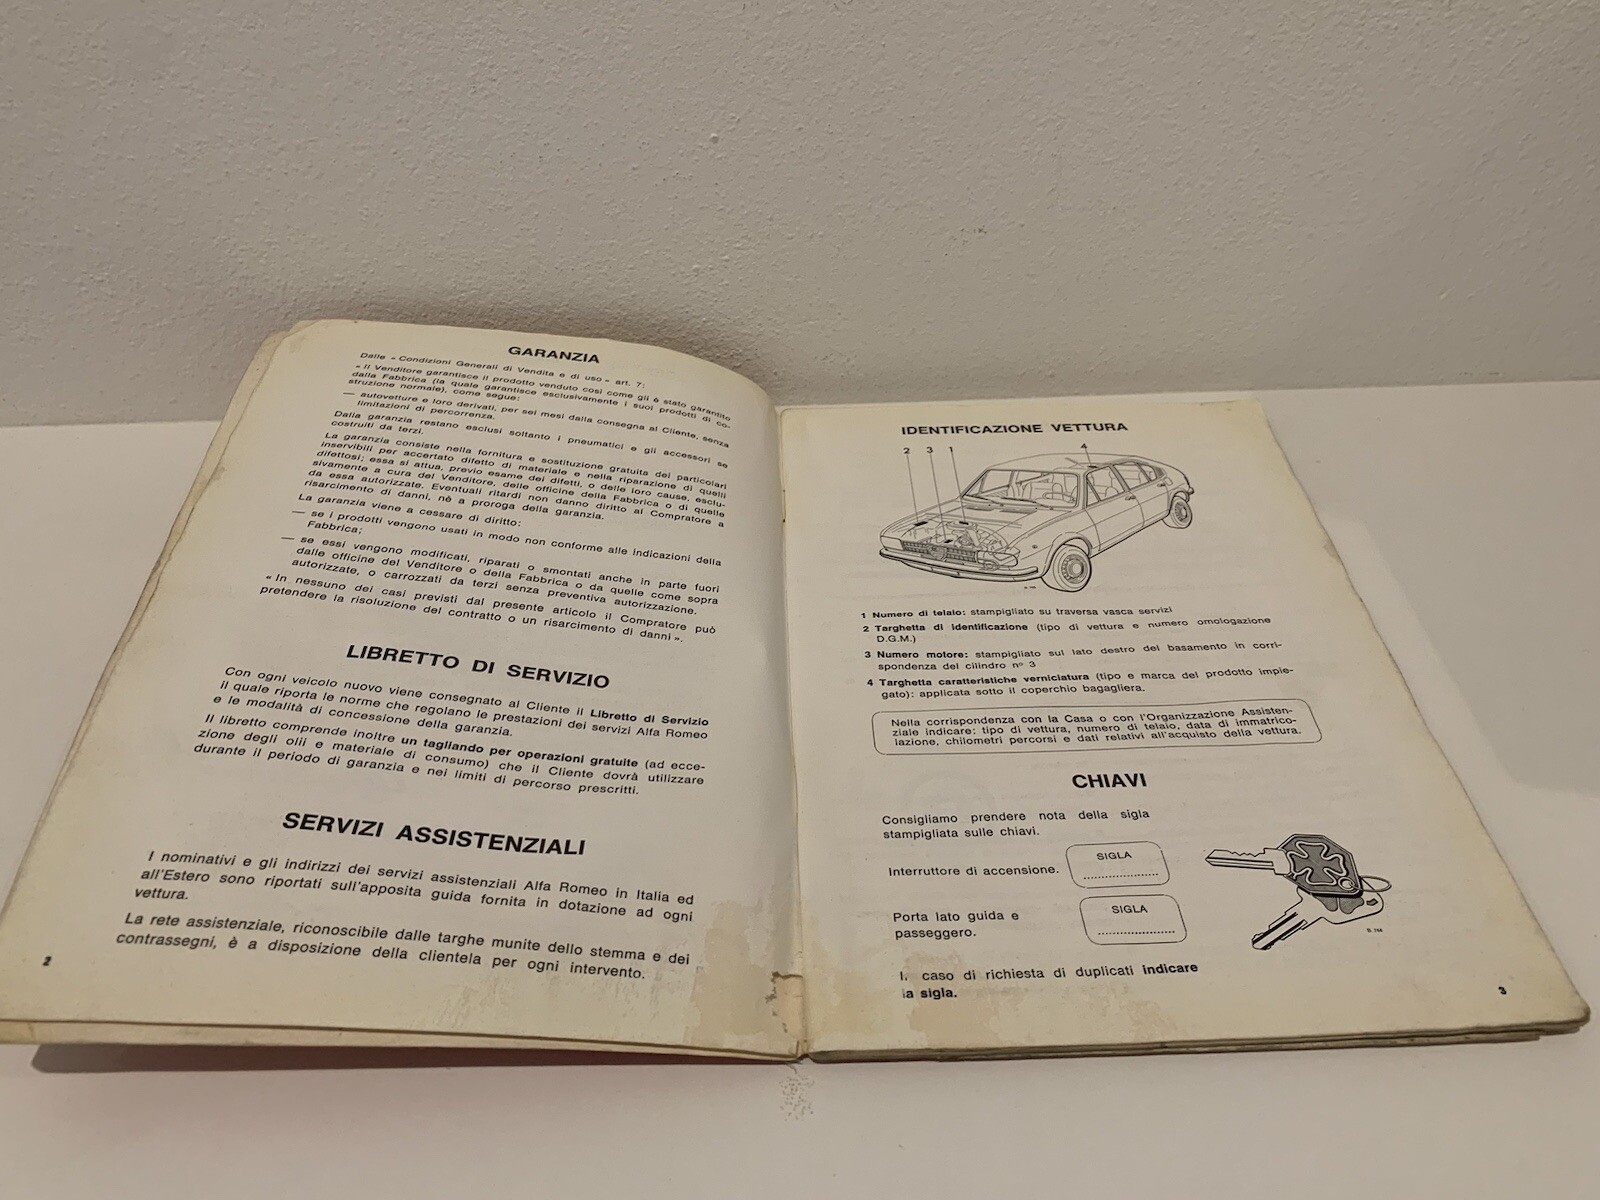 GARANZIA
Dalle « Condizioni Generali di Vendita e di uso » art. 7:
« Il Venditore garantisce il prodotto venduto così come gli è stato garantito
dalla Fabbrica (la quale garantisce esclusivamente i suoi prodotti di co-
struzione normale), come segue:
— autovetture e loro derivati, per sei mesi dalla consegna al Cliente, senza
limitazioni di percorrenza.
Dalla garanzia restano esclusi soltanto i pneumatici e gli accessori se
costruiti da terzi.
La garanzia consiste nella fornitura e sostituzione gratuita dei particolari
inservibili per accertato difetto di materiale e nella riparazione di quelli
difettosi; essa si attua, previo esame dei difetti, o delle loro cause, esclu-
sivamente a cura del Venditore, delle officine della Fabbrica o di quelle
da essa autorizzate. Eventuali ritardi non danno diritto al Compratore a
risarcimento di danni, nè a proroga della garanzia.
La garanzia viene a cessare di diritto:
— se i prodotti vengono usati in modo non conforme alle indicazioni della
Fabbrica;
— se essi vengono modificati, riparati o smontati anche in parte fuori
dalle officine del Venditore o della Fabbrica o da quelle come sopra
autorizzate, o carrozzati da terzi senza preventiva autorizzazione.
« In nessuno dei casi previsti dal presente articolo il Compratore può
pretendere la risoluzione del contratto o un risarcimento di danni ».
LIBRETTO DI SERVIZIO
Con ogni veicolo nuovo viene consegnato al Cliente il Libretto di Servizio
il quale riporta le norme che regolano le prestazioni dei servizi Alfa Romeo
e le modalità di concessione della garanzia.
Il libretto comprende inoltre un tagliando per operazioni gratuite (ad ecce-
zione degli olii e materiale di consumo) che il Cliente dovrà utilizzare
durante il periodo di garanzia e nei limiti di percorso prescritti.
SERVIZI ASSISTENZIALI
I nominativi e gli indirizzi dei servizi assistenziali Alfa Romeo in Italia ed
all'Estero sono riportati sull'apposita guida fornita in dotazione ad ogni
vettura.
La rete assistenziale, riconoscibile dalle targhe munite dello stemma e dei
contrassegni, è a disposizione della clientela per ogni intervento.
2
IDENTIFICAZIONE VETTURA
2 3 1 4
1 Numero di telaio: stampigliato su traversa vasca servizi
2 Targhetta di identificazione (tipo di vettura e numero omologazione
D.G.M.)
3 Numero motore: stampigliato sul lato destro del basamento in corri-
spondenza del cilindro n° 3
4 Targhetta caratteristiche verniciatura (tipo e marca del prodotto impie-
gato): applicata sotto il coperchio bagagliera.
Nella corrispondenza con la Casa o con l'Organizzazione Assisten-
ziale indicare: tipo di vettura, numero di telaio, data di immatrico-
lazione, chilometri percorsi e dati relativi all'acquisto della vettura.
CHIAVI
Consigliamo prendere nota della sigla
stampigliata sulle chiavi.
Interruttore di accensione.
SIGLA
Porta lato guida e
passeggero.
SIGLA
caso di richiesta di duplicati indicare
la sigla.
3